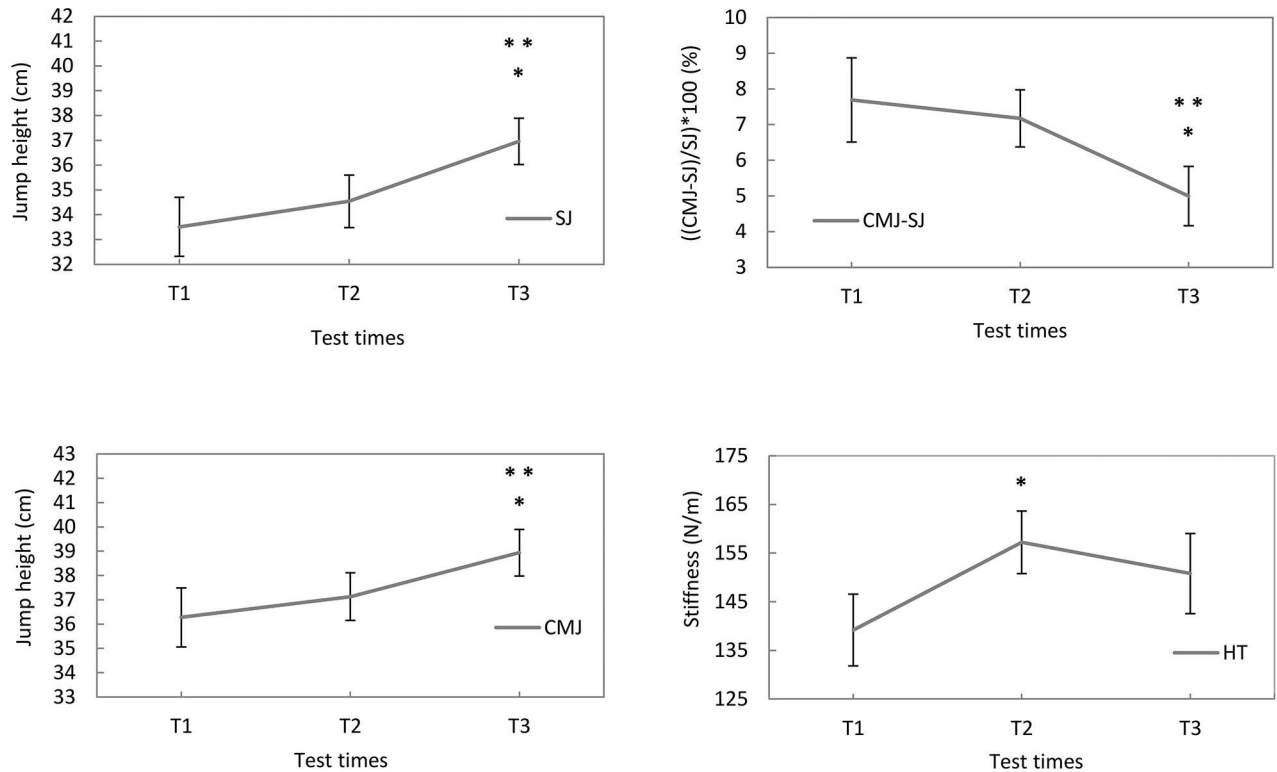 Jump height (cm)
42
41
40
39
38
37
36
35
34
33
32
* *
*
SJ
T1 T2 T3
Test times
((CMJ-SJ)/SJ)*100 (%)
10
9
8
7
6
5
4
3
* *
*
CMJ-SJ
T1 T2 T3
Test times
Jump height (cm)
43
42
41
40
39
38
37
36
35
34
33
* *
*
CMJ
T1 T2 T3
Test times
Stiffness (N/m)
175
165
155
145
135
125
*
HT
T1 T2 T3
Test times